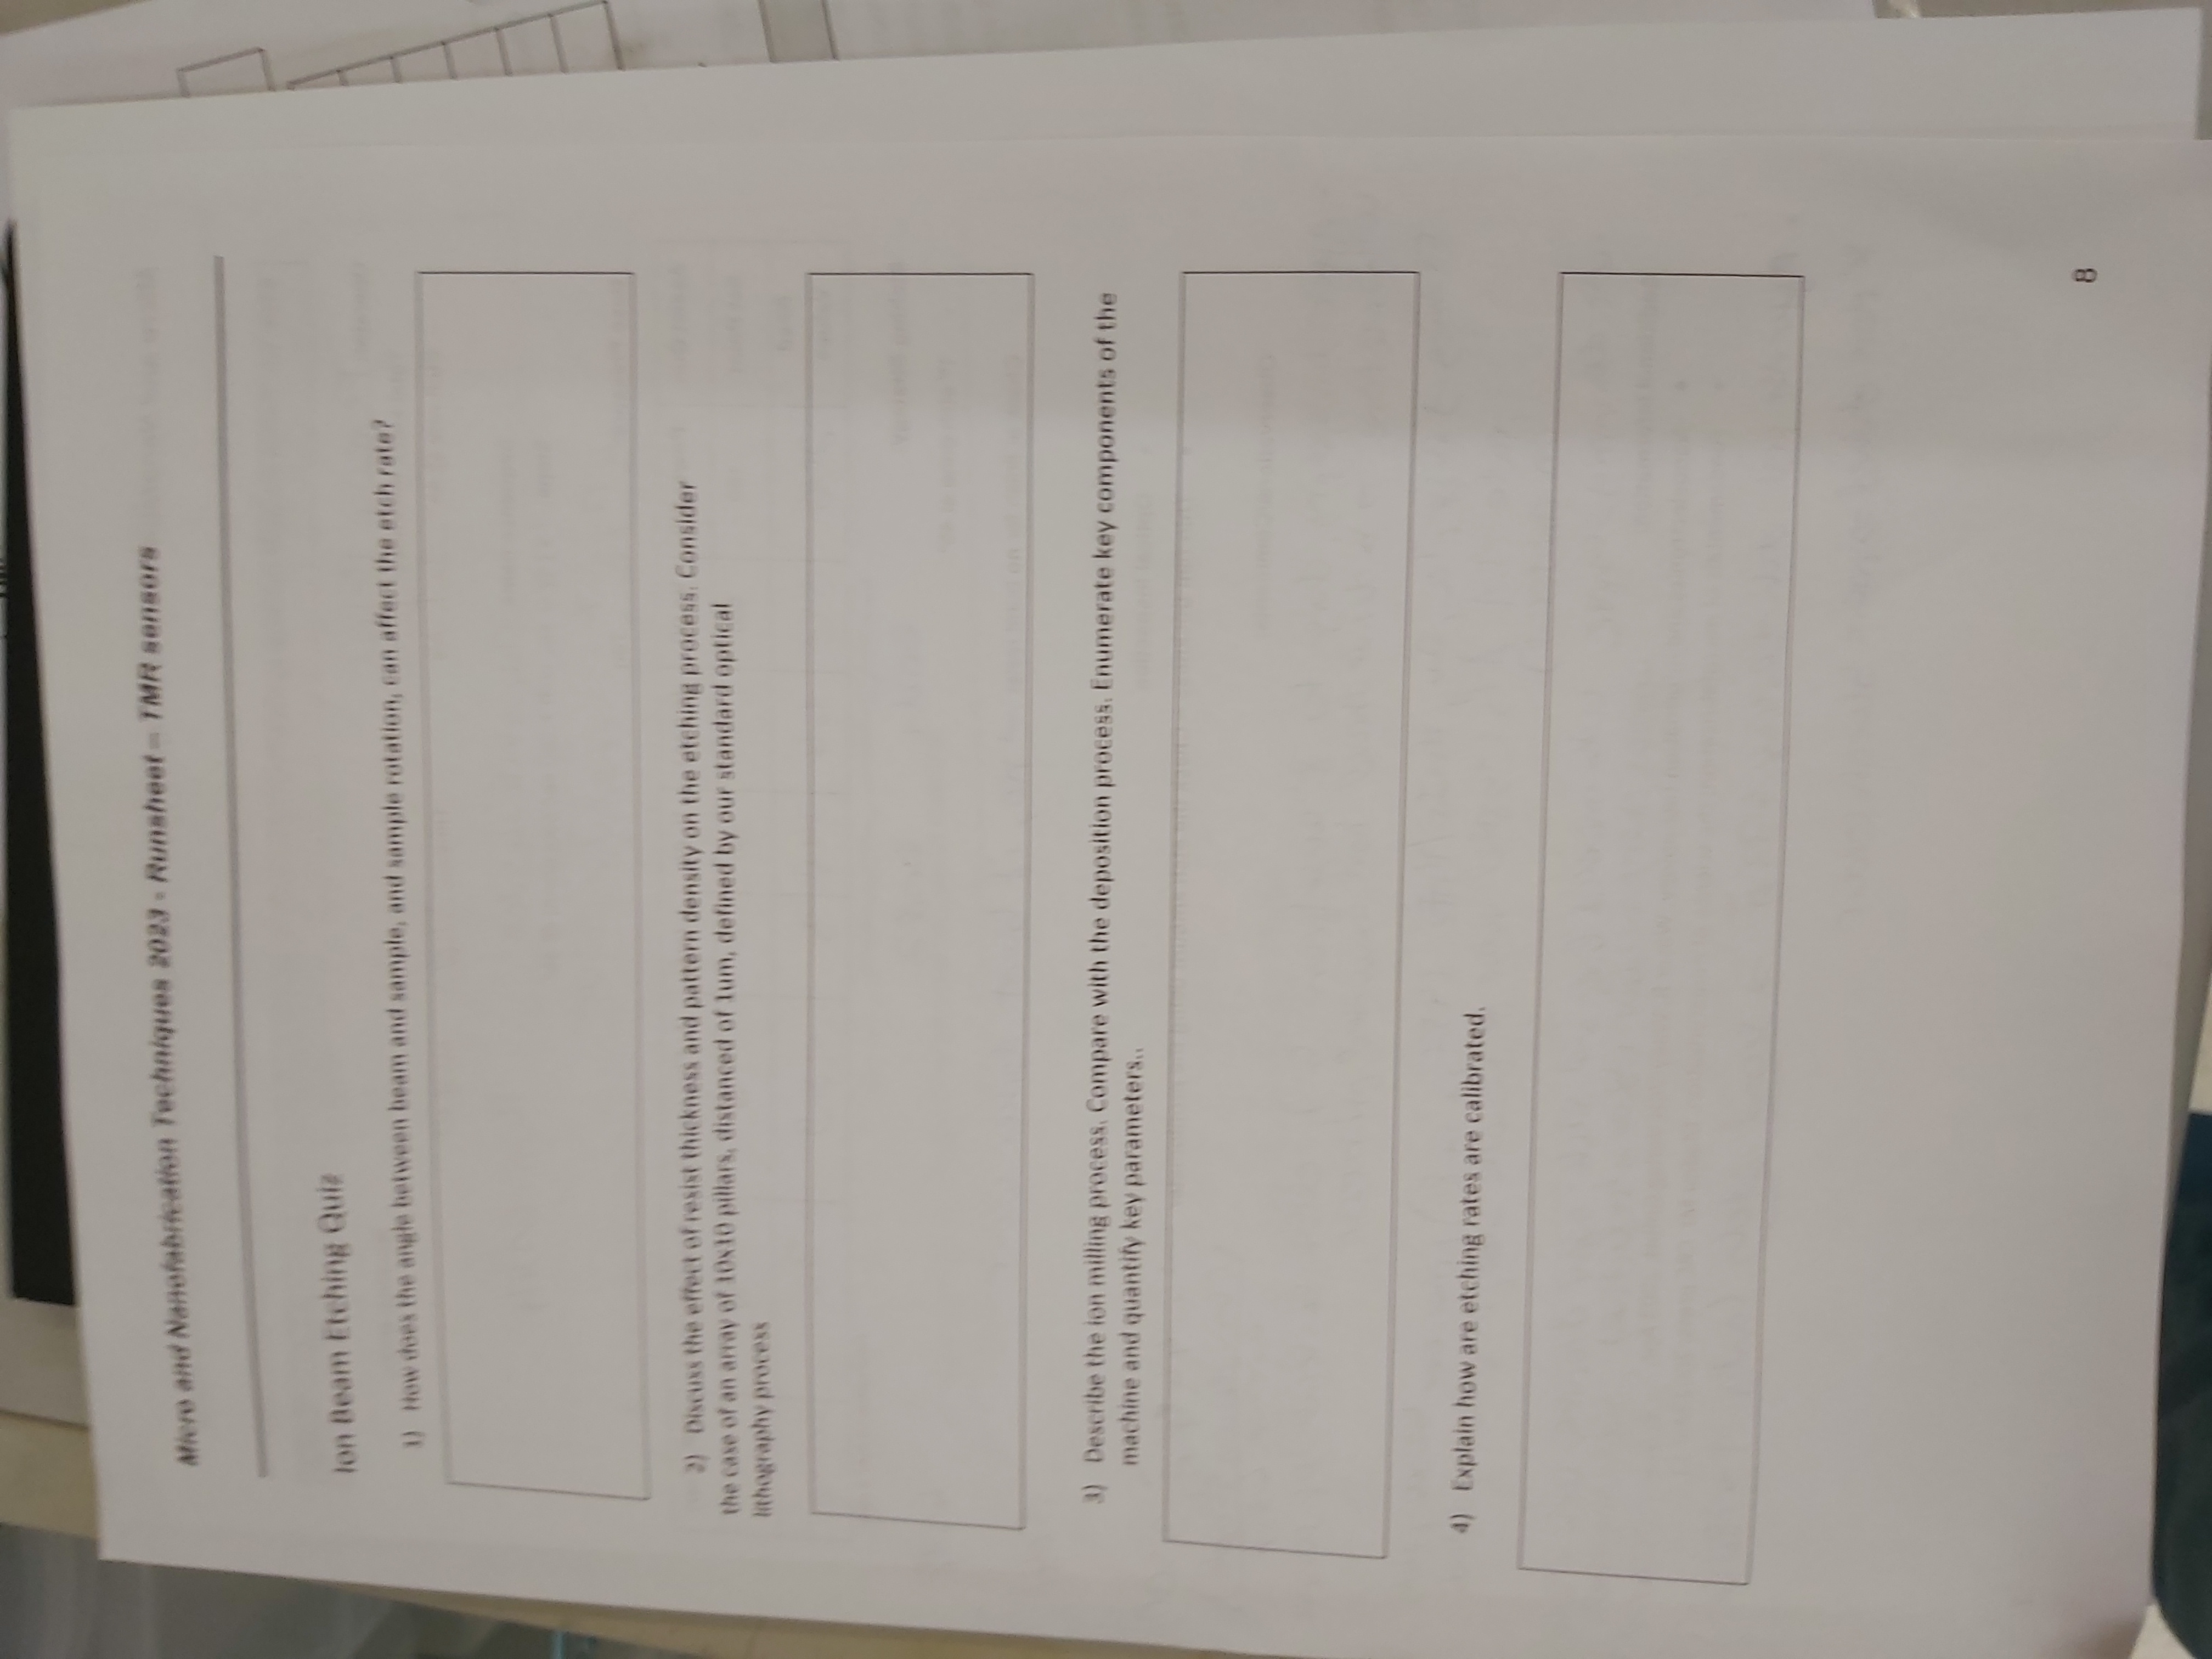 Micro and Nanofabrication Techniques 2023 - Runsheet – TMR sensors
Ion Beam Etching Quiz
1) How does the angle between beam and sample, and sample rotation, can affect the etch rate?
2) Discuss the effect of resist thickness and pattern density on the etching process. Consider
the case of an array of 10x10 pillars, distanced of 1um, defined by our standard optical
lithography process
3) Describe the ion milling process. Compare with the deposition process. Enumerate key components of the
machine and quantify key parameters..
4) Explain how are etching rates are calibrated.
8